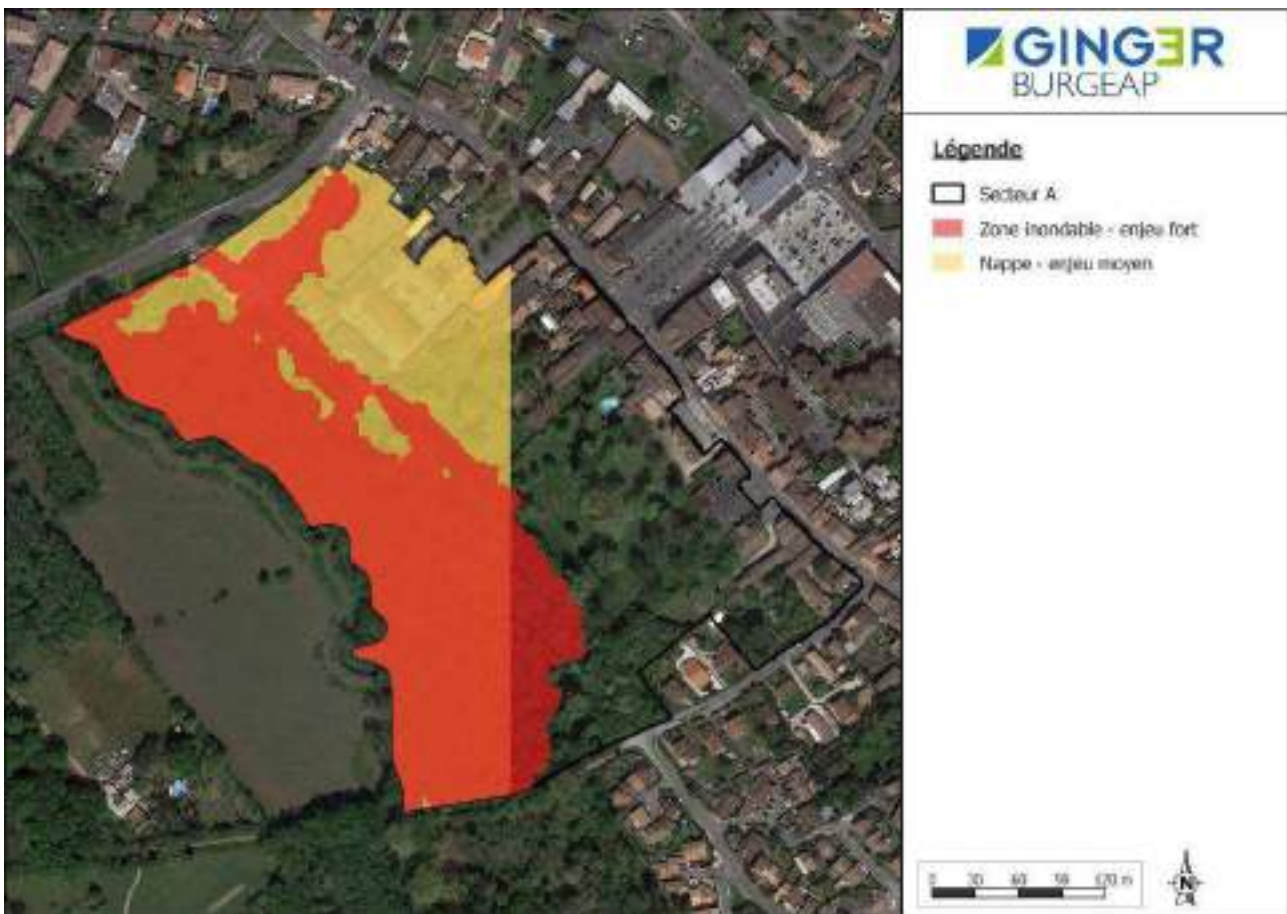 GINGER
BURGEAP
Légende
Secteur A
Zone inondable - enjeu fort
Nappe - enjeu moyen
0 30 60 90 120 m
N